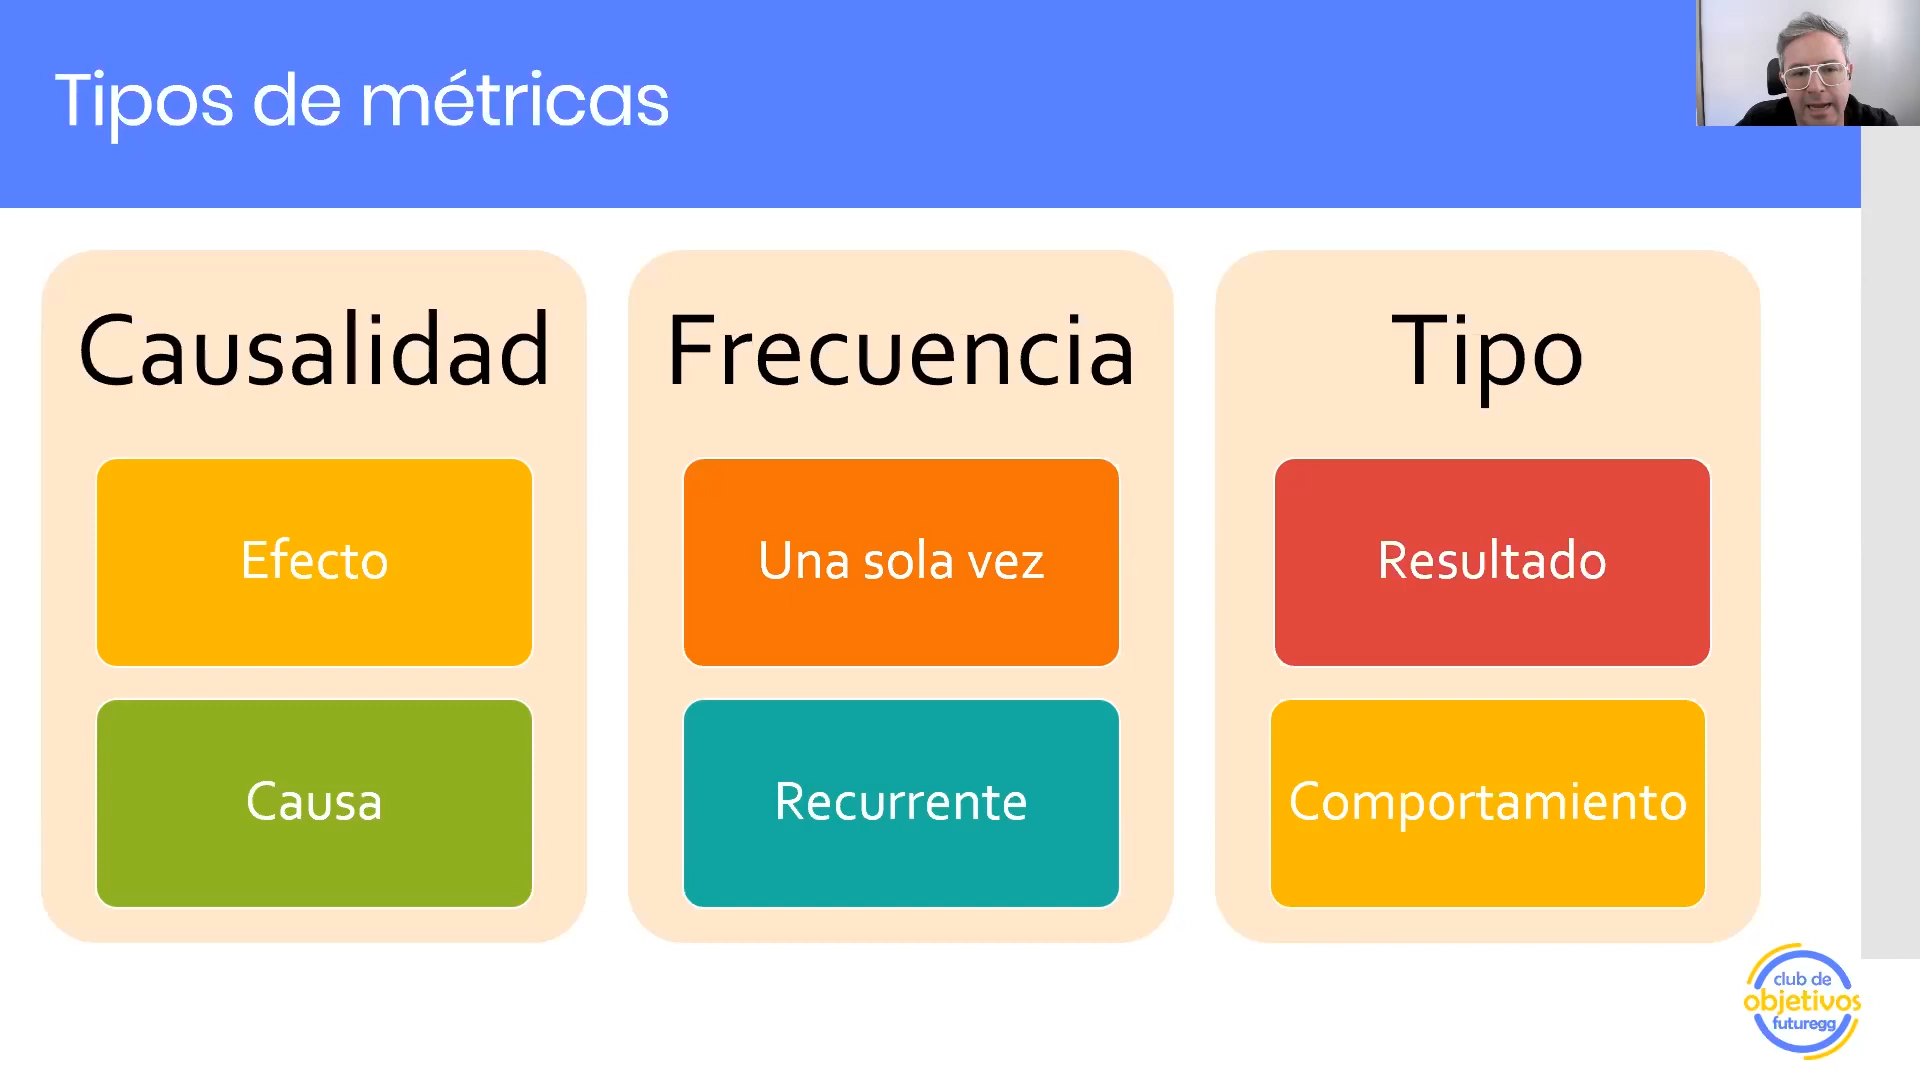 Tipos de métricas
Causalidad
Efecto
Causa
Frecuencia
Una sola vez
Recurrente
Tipo
Resultado
Comportamiento
club de
objetivos
futuregg